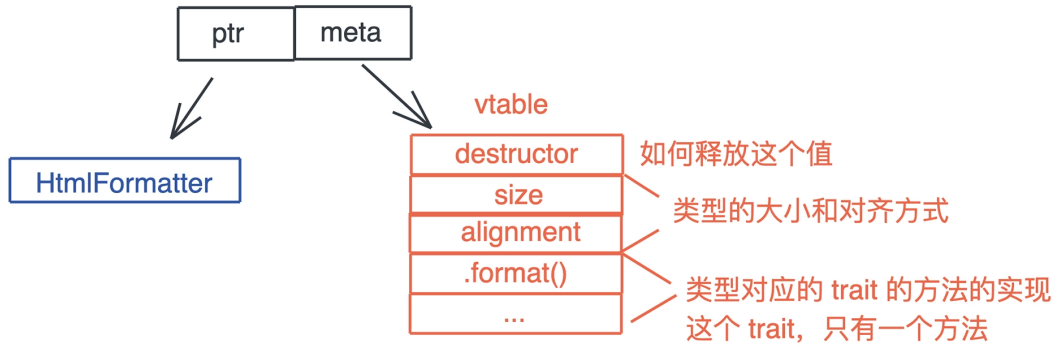 ptr meta
vtable
HtmlFormatter
destructor 如何释放这个值
size
类型的大小和对齐方式
alignment
.format()
类型对应的 trait 的方法的实现
...
这个 trait，只有一个方法